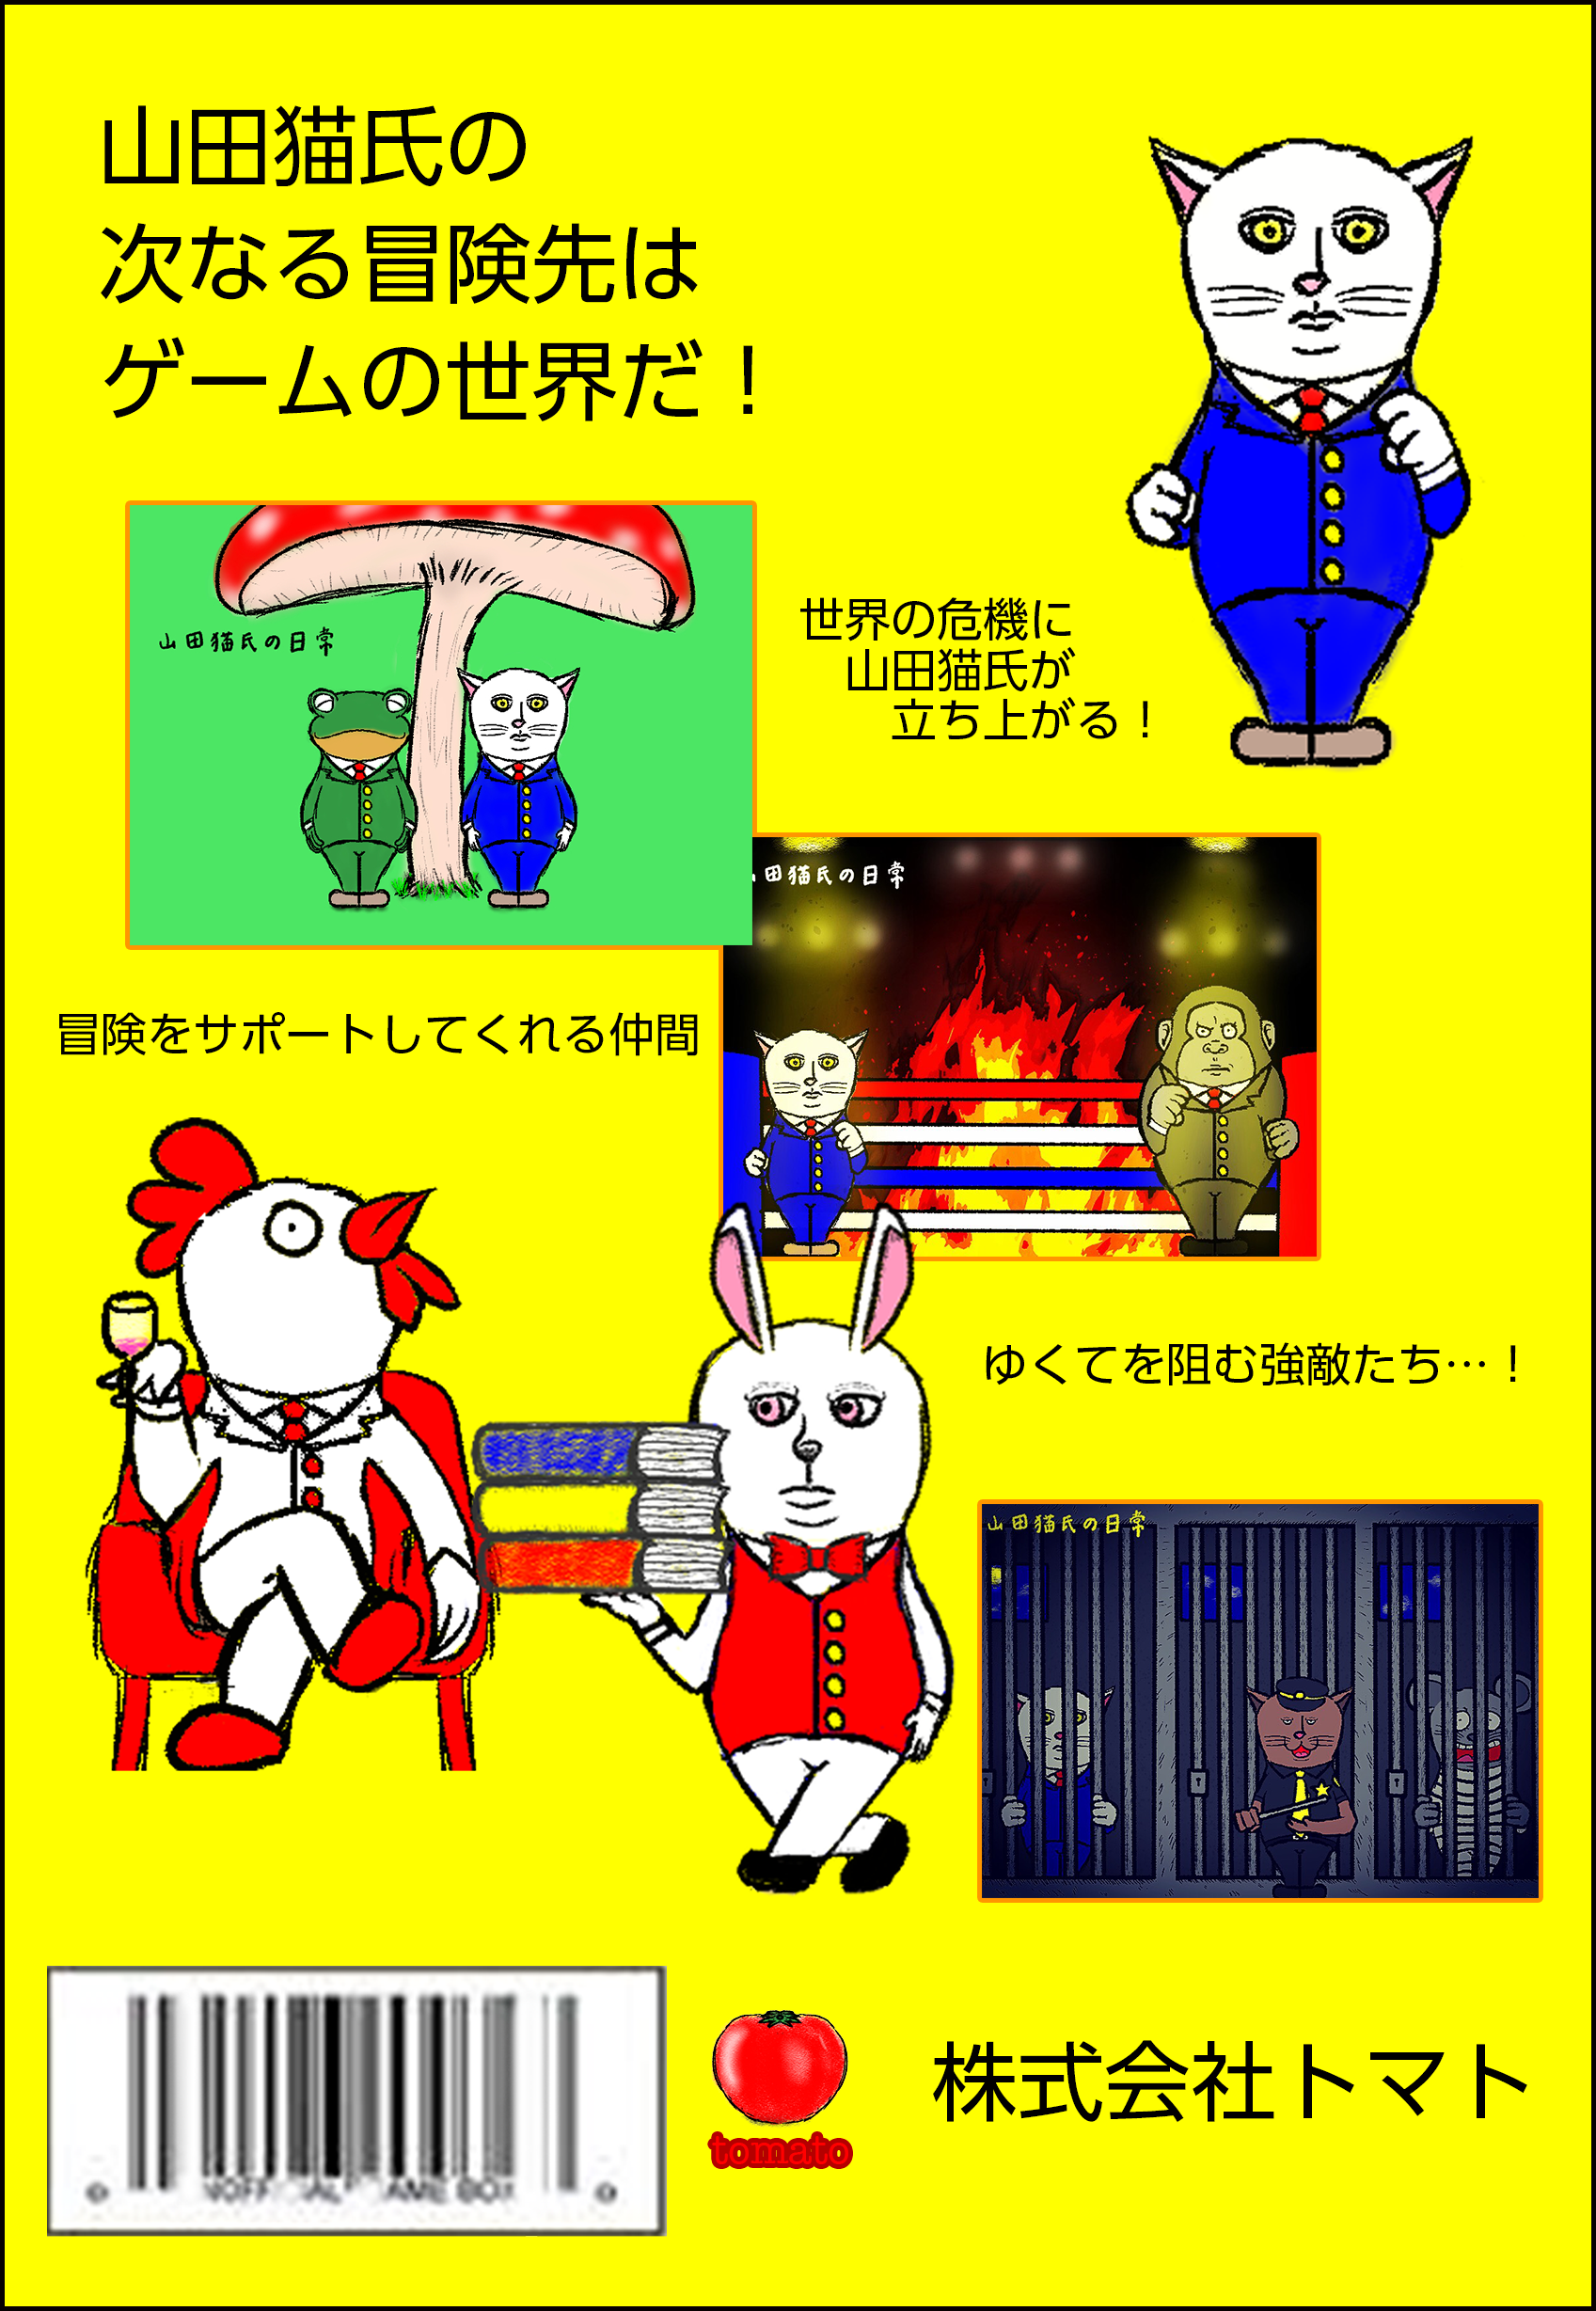 山田猫氏の
次なる冒険先は
ゲームの世界だ！
山田猫氏の日常
世界の危機に
山田猫氏が
立ち上がる！
山田猫氏の日常
冒険をサポートしてくれる仲間
ゆくてを阻む強敵たち…！
山田猫氏の日常
株式会社トマト
tomato